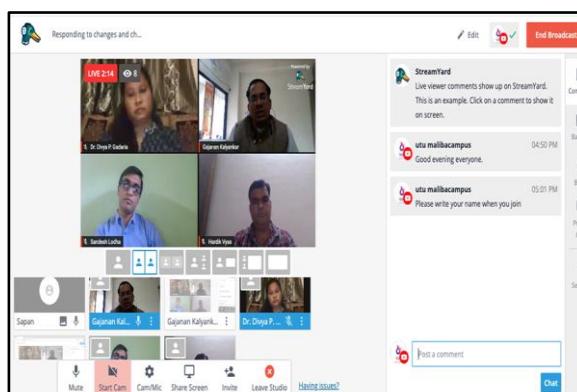 Responding to changes and ch...
Edit
End Broadcast
LIVE 2:14
8
Powered by
StreamYard
Dr. Divya P Gadaria
Gajanan Kalyankar
Sandesh Lodha
Hardik Vyas
Sapan
Gajanan Kal...
Gajanan Kalyank...
Dr. Divya P. ...
Mute
Start Cam
Cam/Mic
Share Screen
Invite
Leave Studio
Having issues?
StreamYard
Live viewer comments show up on StreamYard.
This is an example. Click on a comment to show it
on screen.
utu malibacampus
04:50 PM
Good evening everyone.
utu malibacampus
05:01 PM
Please write your name when you join
Post a comment
Chat